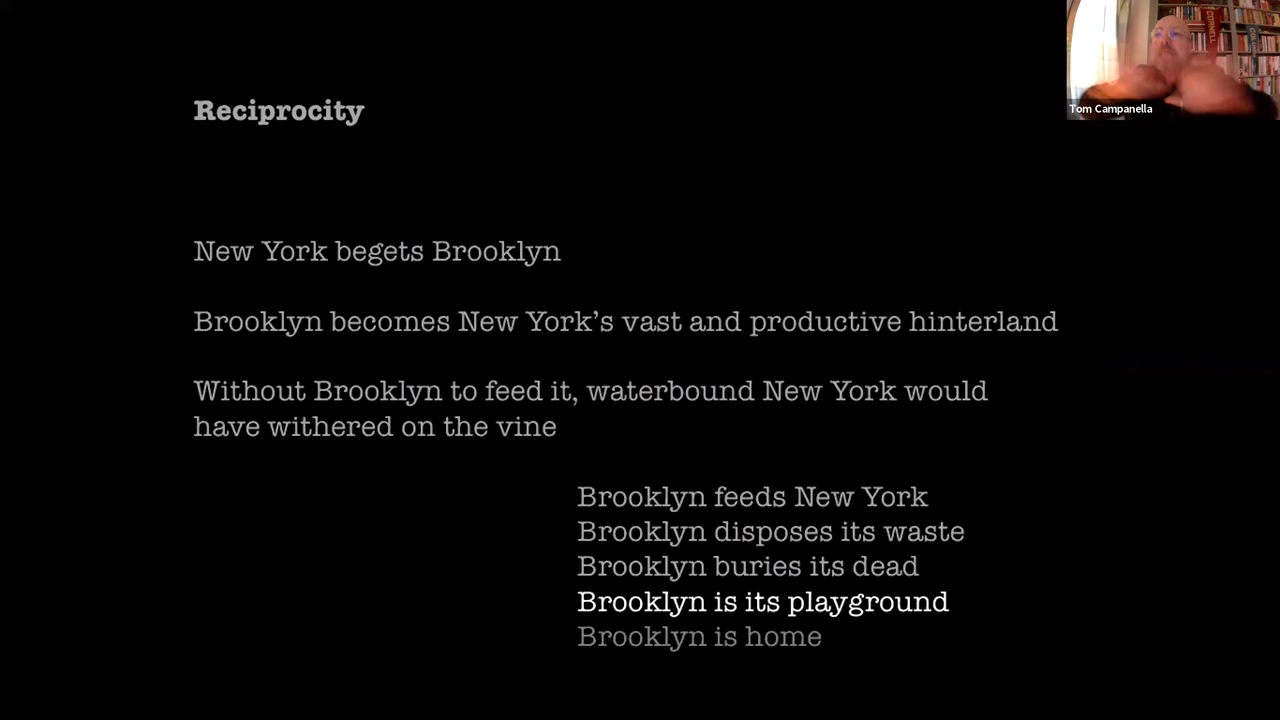 CORNELL
Tom Campanella
Reciprocity
New York begets Brooklyn
Brooklyn becomes New York’s vast and productive hinterland
Without Brooklyn to feed it, waterbound New York would
have withered on the vine
Brooklyn feeds New York
Brooklyn disposes its waste
Brooklyn buries its dead
Brooklyn is its playground
Brooklyn is home